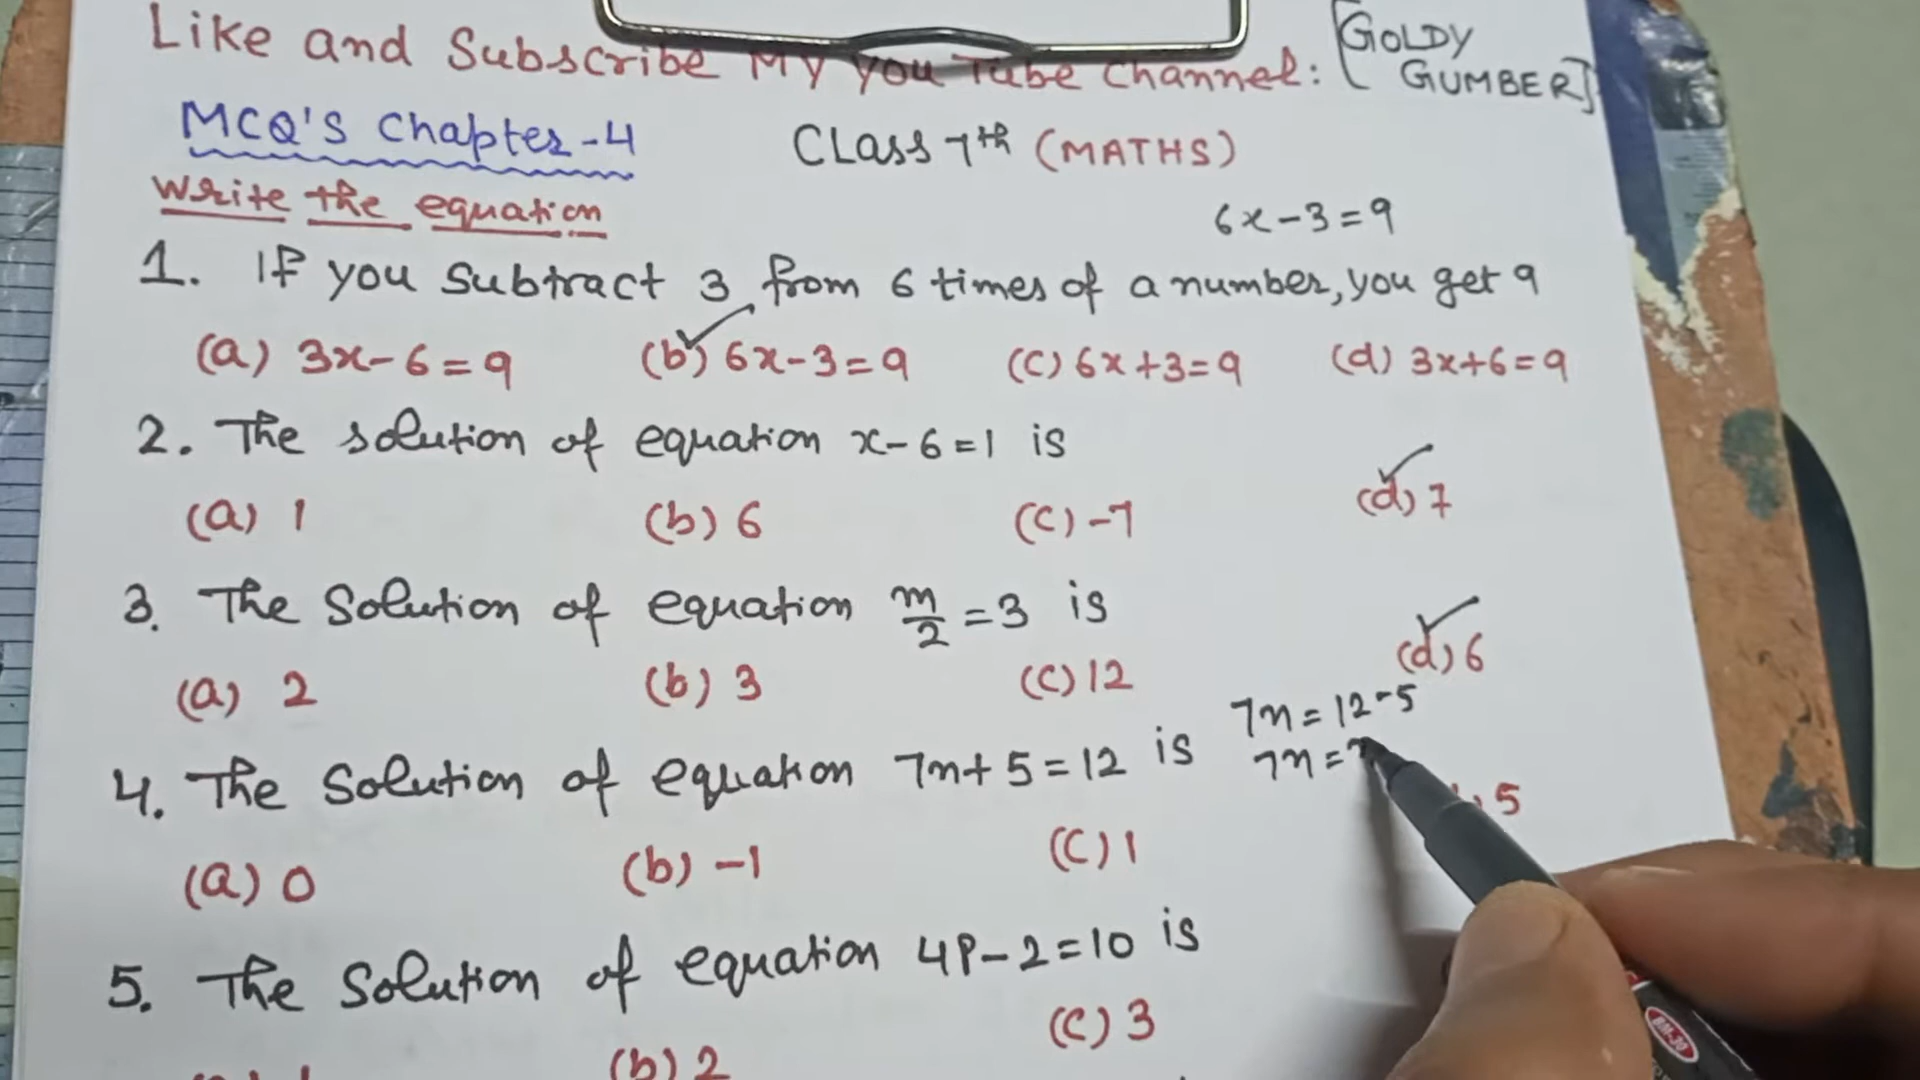 Like and Subscribe My You Tube Channel: [GOLDY GUMBER]
MCQ'S Chapter-4 CLass 7th (MATHS)
Write the equation
6x-3=9
1. If you Subtract 3 from 6 times of a number, you get 9
(a) 3x-6=9 (b) 6x-3=9 (c) 6x+3=9 (d) 3x+6=9
2. The solution of equation x-6=1 is
(a) 1 (b) 6 (c) -7 (d) 7
3. The Solution of equation m/2=3 is
(a) 2 (b) 3 (c) 12 (d) 6
7n=12-5
4. The Solution of equation 7n+5=12 is
7n=
(a) 0 (b) -1 (c) 1 5
5. The Solution of equation 4P-2=10 is
(b) 2 (c) 3